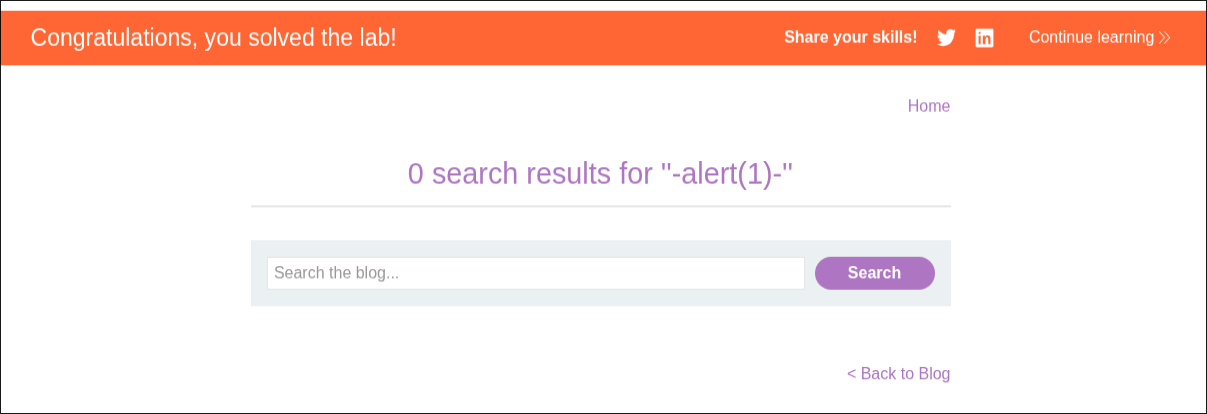 Congratulations, you solved the lab!
Share your skills!
Continue learning
Home
0 search results for ''-alert(1)-''
Search the blog...
Search
< Back to Blog